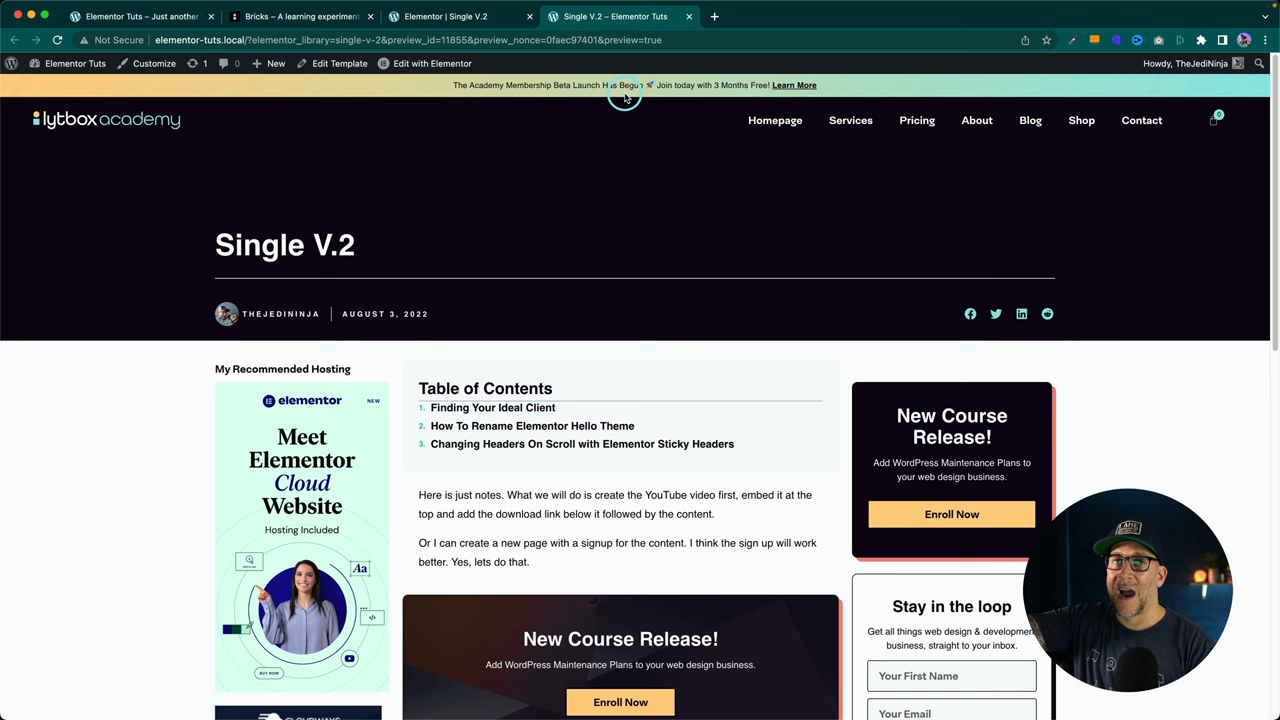 Elementor Tuts – Just another
Bricks – A learning experiment
Elementor | Single V.2
Single V.2 – Elementor Tuts
Not Secure
elementor-tuts.local/?elementor_library=single-v-2&preview_id=11855&preview_nonce=0faec97401&preview=true
Elementor Tuts
Customize
1
0
New
Edit Template
Edit with Elementor
Howdy, TheJediNinja
The Academy Membership Beta Launch Has Begun 🚀 Join today with 3 Months Free! Learn More
lytboxacademy
Homepage
Services
Pricing
About
Blog
Shop
Contact
0
Single V.2
THEJEDININJA
AUGUST 3, 2022
My Recommended Hosting
elementor
NEW
Meet
Elementor
Cloud
Website
Hosting Included
Aa
BUY NOW
Table of Contents
1. Finding Your Ideal Client
2. How To Rename Elementor Hello Theme
3. Changing Headers On Scroll with Elementor Sticky Headers
Here is just notes. What we will do is create the YouTube video first, embed it at the
top and add the download link below it followed by the content.
Or I can create a new page with a signup for the content. I think the sign up will work
better. Yes, lets do that.
New Course Release!
Add WordPress Maintenance Plans to your web design business.
Enroll Now
New Course
Release!
Add WordPress Maintenance Plans to
your web design business.
Enroll Now
Stay in the loop
Get all things web design & development
business, straight to your inbox.
Your First Name
Your Email